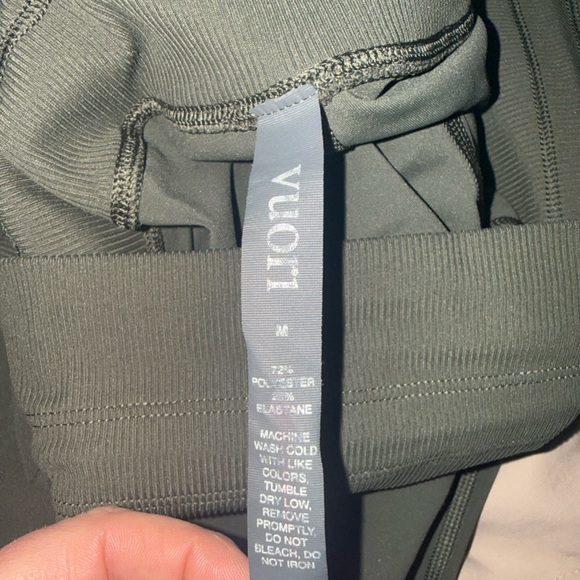 vuori
M
72%
POLYESTER
28%
ELASTANE
MACHINE
WASH COLD
WITH LIKE
COLORS,
TUMBLE
DRY LOW,
REMOVE
PROMPTLY,
DO NOT
BLEACH, DO
NOT IRON